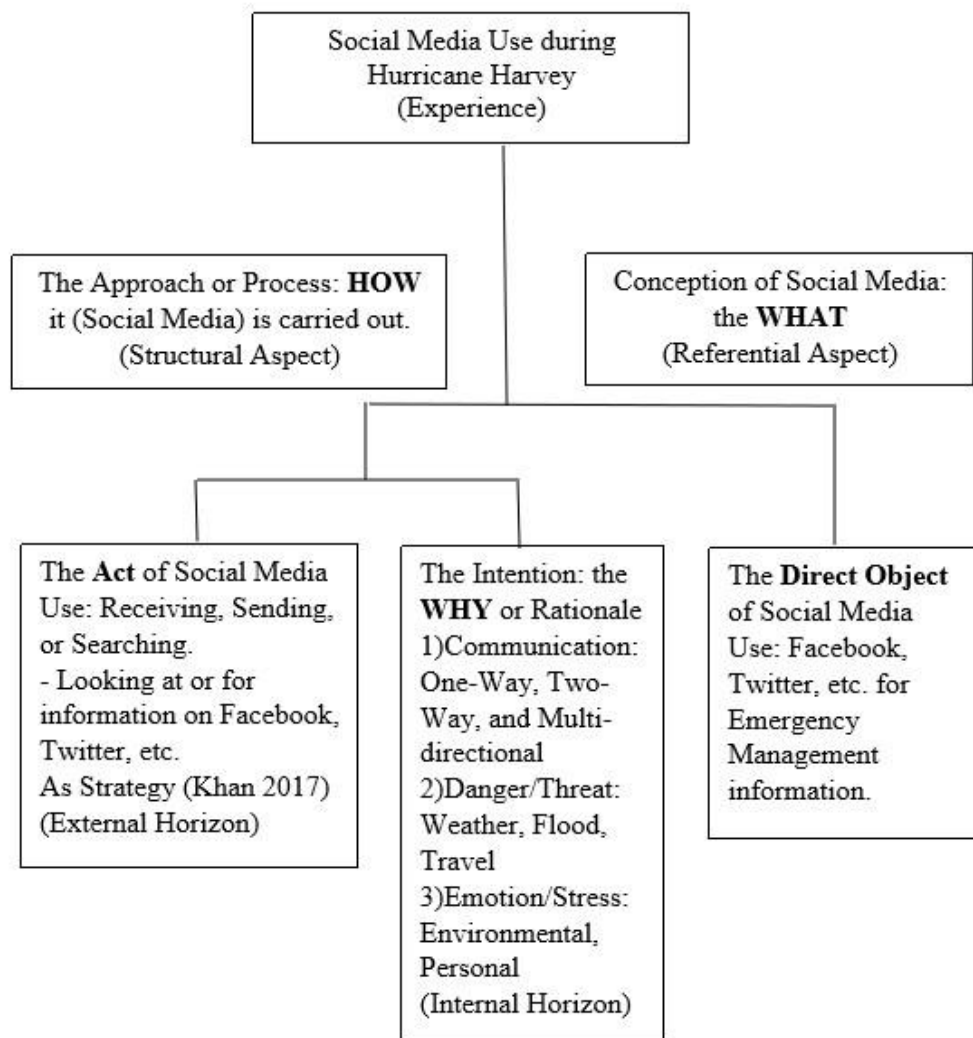 Social Media Use during
Hurricane Harvey
(Experience)
The Approach or Process: HOW
it (Social Media) is carried out.
(Structural Aspect)
Conception of Social Media:
the WHAT
(Referential Aspect)
The Act of Social Media
Use: Receiving, Sending,
or Searching.
- Looking at or for
information on Facebook,
Twitter, etc.
As Strategy (Khan 2017)
(External Horizon)
The Intention: the
WHY or Rationale
1)Communication:
One-Way, Two-
Way, and Multi-
directional
2)Danger/Threat:
Weather, Flood,
Travel
3)Emotion/Stress:
Environmental,
Personal
(Internal Horizon)
The Direct Object
of Social Media
Use: Facebook,
Twitter, etc. for
Emergency
Management
information.